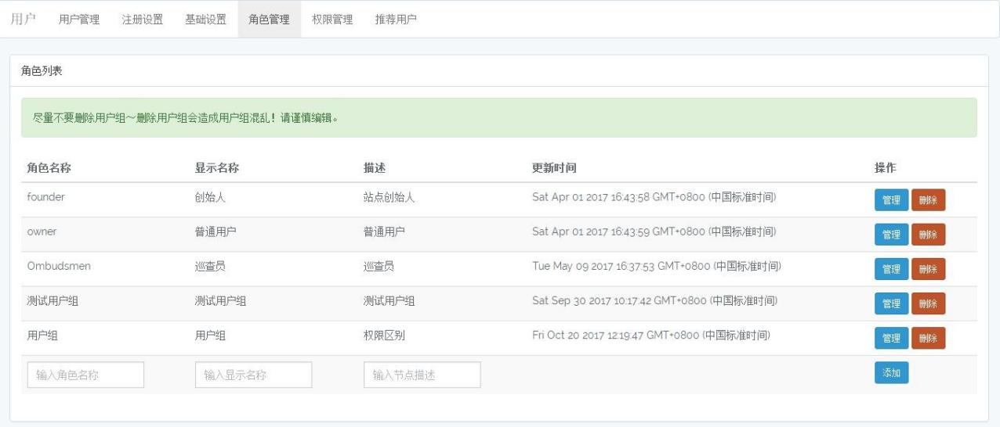 用户 用户管理 注册设置 基础设置 角色管理 权限管理 推荐用户
角色列表
尽量不要删除用户组～删除用户组会造成用户组混乱！请谨慎编辑。
角色名称 显示名称 描述 更新时间 操作
founder 创始人 站点创始人 Sat Apr 01 2017 16:43:58 GMT+0800 (中国标准时间) 管理 删除
owner 普通用户 普通用户 Sat Apr 01 2017 16:43:59 GMT+0800 (中国标准时间) 管理 删除
Ombudsmen 巡查员 巡查员 Tue May 09 2017 16:37:53 GMT+0800 (中国标准时间) 管理 删除
测试用户组 测试用户组 测试用户组 Sat Sep 30 2017 10:17:42 GMT+0800 (中国标准时间) 管理 删除
用户组 用户组 权限区别 Fri Oct 20 2017 12:19:47 GMT+0800 (中国标准时间) 管理 删除
输入角色名称 输入显示名称 输入节点描述 添加